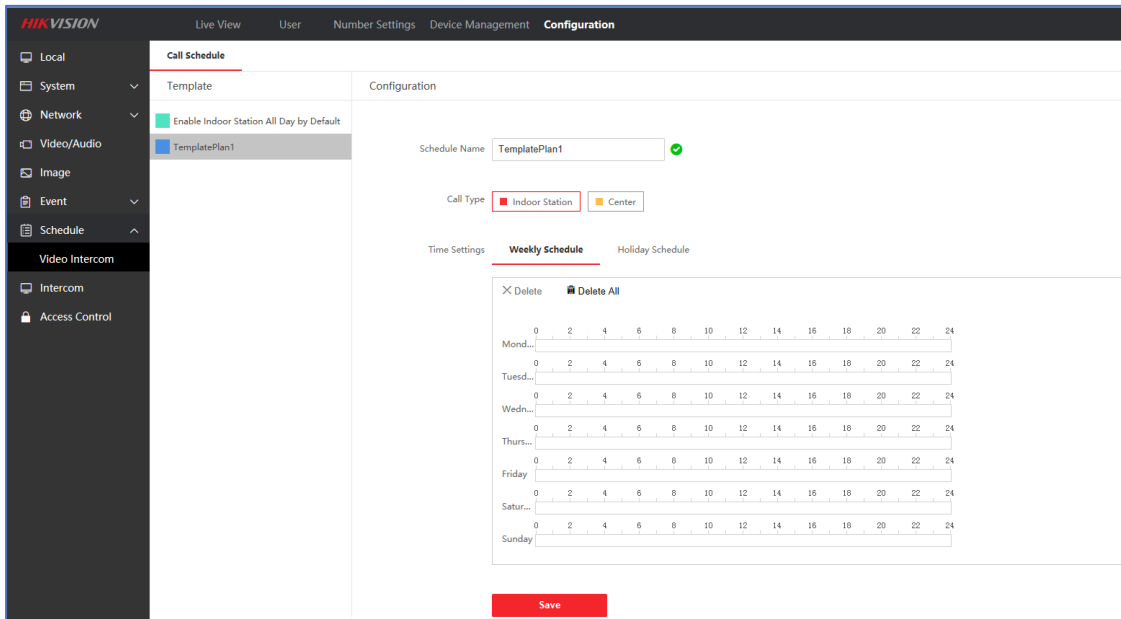 HIKVISION Live View User Number Settings Device Management Configuration
Local
System
Network
Video/Audio
Image
Event
Schedule
Video Intercom
Intercom
Access Control
Call Schedule
Template
Enable Indoor Station All Day by Default
TemplatePlan1
Configuration
Schedule Name TemplatePlan1
Call Type Indoor Station Center
Time Settings Weekly Schedule Holiday Schedule
Delete Delete All
0 2 4 6 8 10 12 14 16 18 20 22 24
Mond...
0 2 4 6 8 10 12 14 16 18 20 22 24
Tuesd...
0 2 4 6 8 10 12 14 16 18 20 22 24
Wedn...
0 2 4 6 8 10 12 14 16 18 20 22 24
Thurs...
0 2 4 6 8 10 12 14 16 18 20 22 24
Friday
0 2 4 6 8 10 12 14 16 18 20 22 24
Satur...
0 2 4 6 8 10 12 14 16 18 20 22 24
Sunday
Save